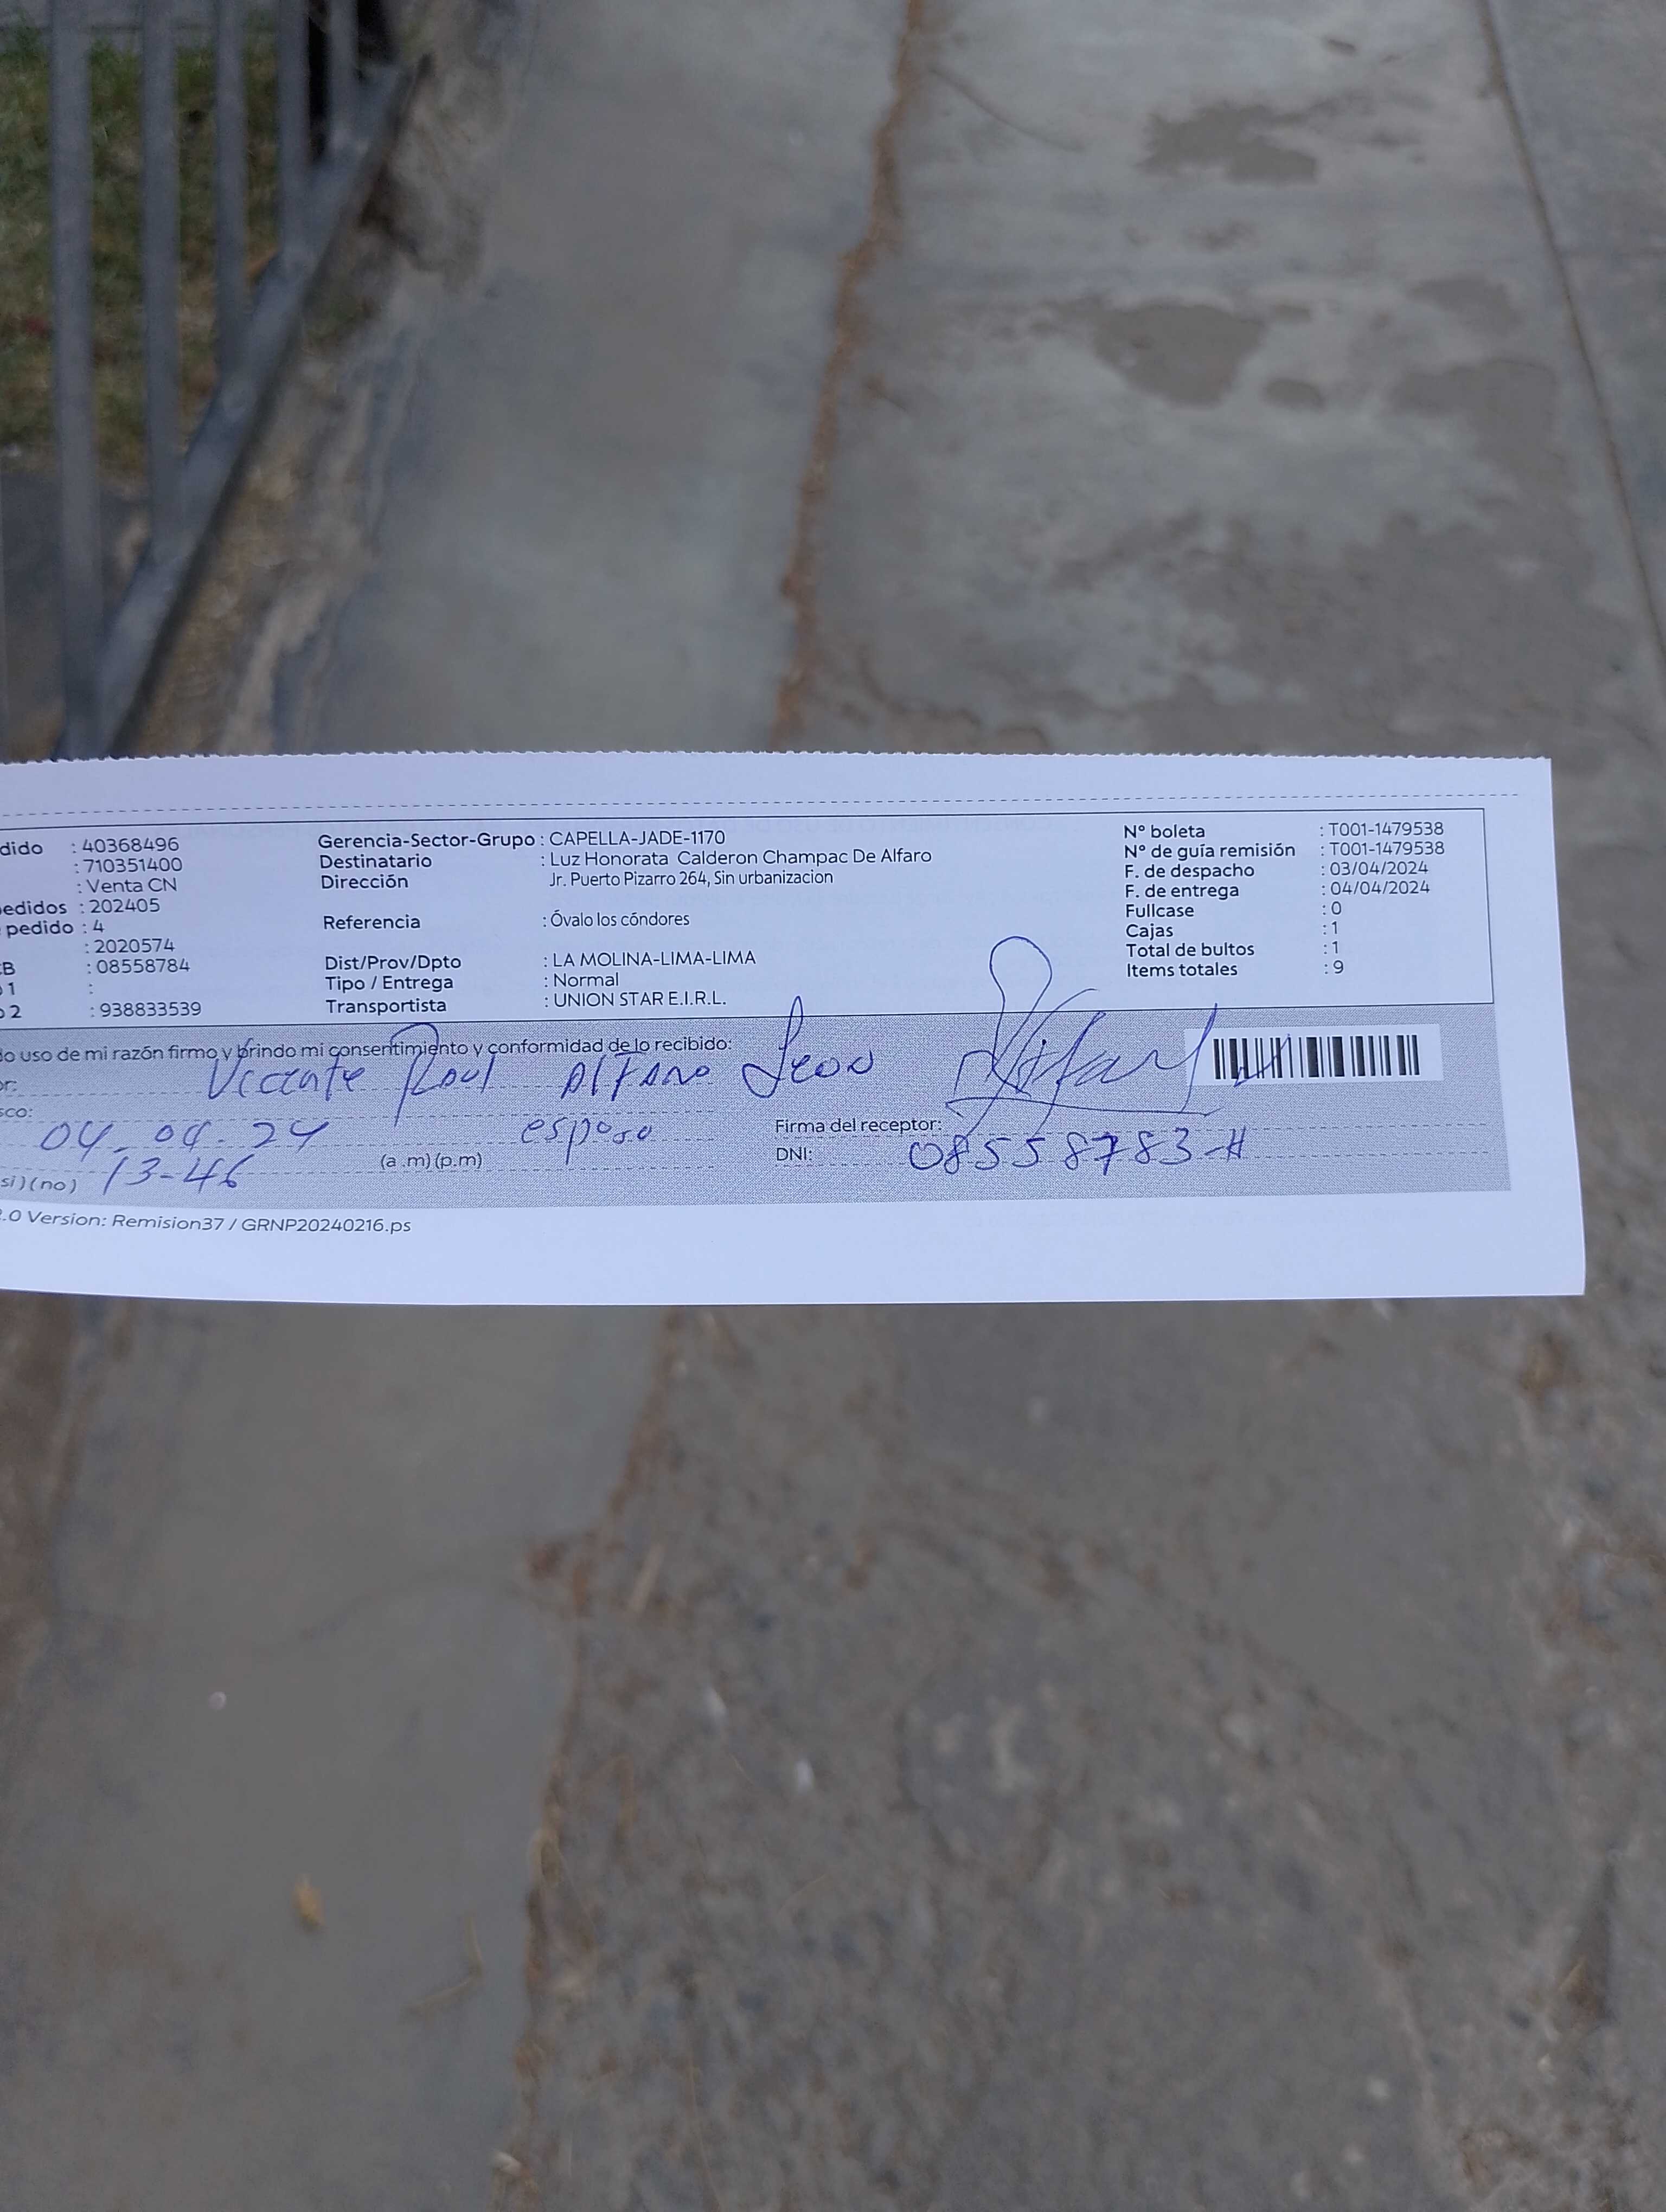 dido : 40368496
: 710351400
: Venta CN
edidos : 202405
pedido : 4
: 2020574
B : 08558784
1 :
2 : 938833539
Gerencia-Sector-Grupo : CAPELLA-JADE-1170
Destinatario : Luz Honorata Calderon Champac De Alfaro
Dirección Jr. Puerto Pizarro 264, Sin urbanizacion
Referencia : Óvalo los cóndores
Dist/Prov/Dpto : LA MOLINA-LIMA-LIMA
Tipo / Entrega : Normal
Transportista : UNION STAR E.I.R.L.
Nº boleta : T001-1479538
Nº de guía remisión : T001-1479538
F. de despacho : 03/04/2024
F. de entrega : 04/04/2024
Fullcase : 0
Cajas : 1
Total de bultos : 1
Items totales : 9
do uso de mi razón firmo y brindo mi consentimiento y conformidad de lo recibido:
or: Vicente Raul Alfaro Leon
sco: esposo
04-04-24
13-46 (a .m) (p.m)
si) (no)
Firma del receptor:
DNI: 08558783-H
.0 Version: Remision37 / GRNP20240216.ps